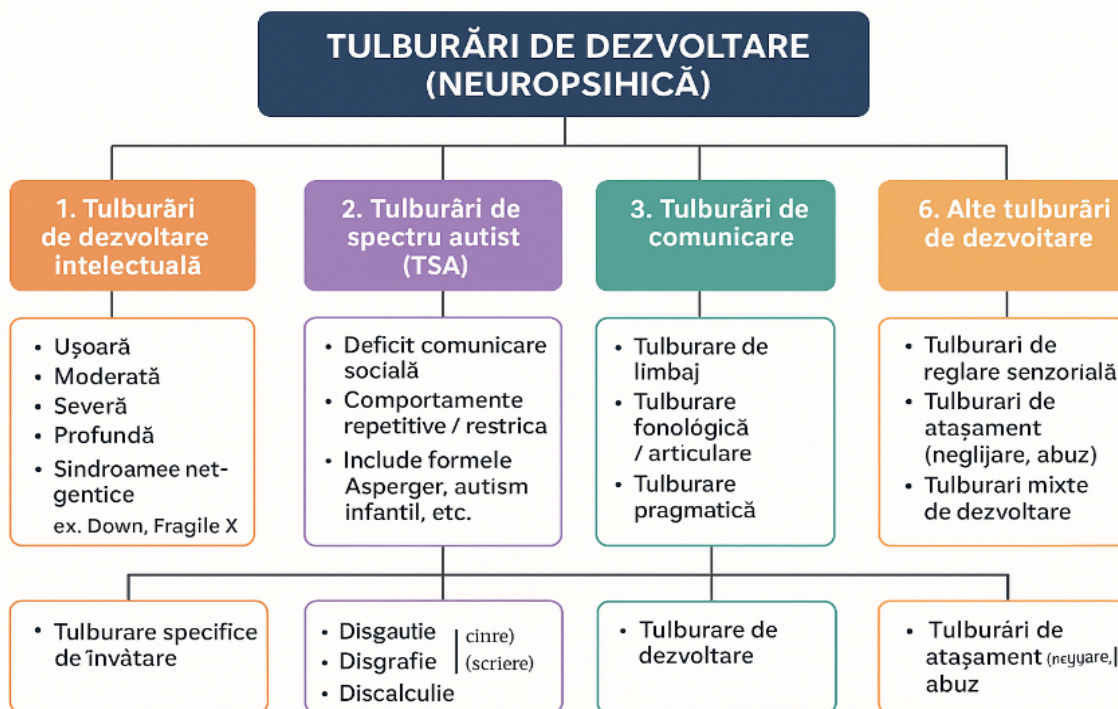 TULBURĂRI DE DEZVOLTARE
(NEUROPSIHICĂ)
1. Tulburări
de dezvoltare
intelectuală
2. Tulburări de
spectru autist
(TSA)
3. Tulburări de
comunicare
6. Alte tulburări
de dezvoitare
• Ușoară
• Moderată
• Severă
• Profundă
• Sindroamee net-
gentice
ex. Down, Fragile X
• Deficit comunicare
socială
• Comportamente
repetitive / restrica
• Include formele
Asperger, autism
infantil, etc.
• Tulburare de
limbaj
• Tulburare
fonológică
/ articulare
• Tulburare
pragmatică
• Tulburari de
reglare senzorială
• Tulburari de
atașament
(neglijare, abuz)
• Tulburari mixte
de dezvoltare
• Tulburare specifice
de învàtare
• Disgautie | cinre)
• Disgrafie | (scriere)
• Discalculie
• Tulburare de
dezvoltare
• Tulburári de
atașament
abuz